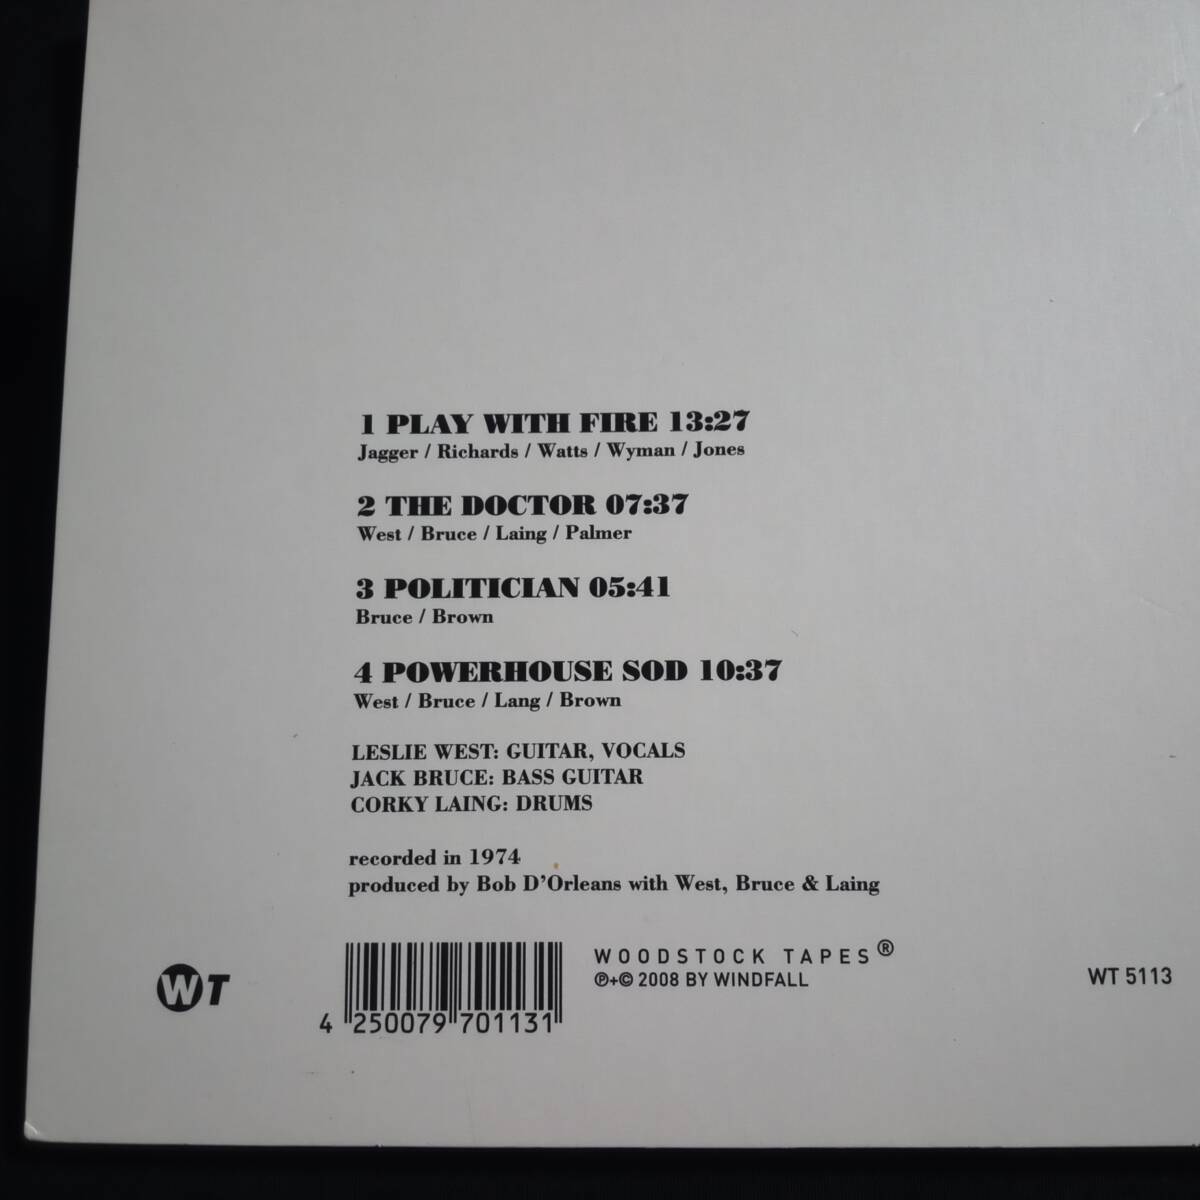 1 PLAY WITH FIRE 13:27
Jagger / Richards / Watts / Wyman / Jones
2 THE DOCTOR 07:37
West / Bruce / Laing / Palmer
3 POLITICIAN 05:41
Bruce / Brown
4 POWERHOUSE SOD 10:37
West / Bruce / Lang / Brown
LESLIE WEST: GUITAR, VOCALS
JACK BRUCE: BASS GUITAR
CORKY LAING: DRUMS
recorded in 1974
produced by Bob D'Orleans with West, Bruce & Laing
WT
4 250079 701131
WOODSTOCK TAPES®
℗+© 2008 BY WINDFALL
WT 5113